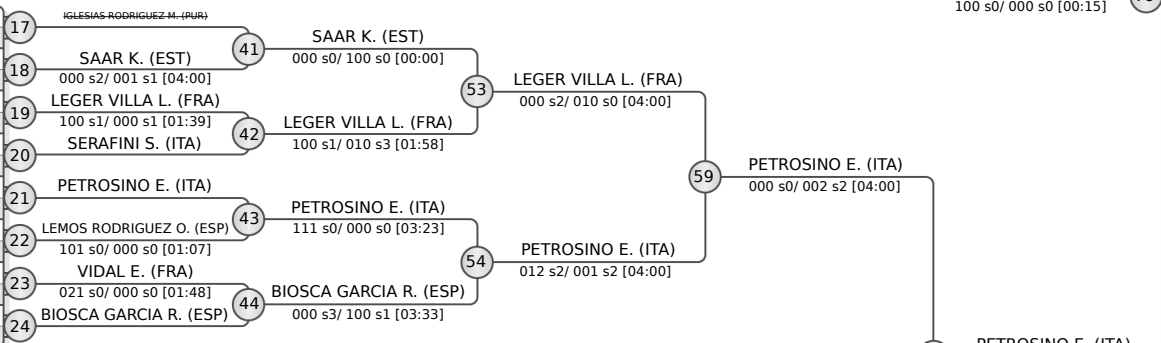 100 s0/ 000 s0 [00:15]
17
IGLESIAS RODRIGUEZ M. (PUR)
41
SAAR K. (EST)
000 s0/ 100 s0 [00:00]
18
SAAR K. (EST)
000 s2/ 001 s1 [04:00]
53
LEGER VILLA L. (FRA)
000 s2/ 010 s0 [04:00]
19
LEGER VILLA L. (FRA)
100 s1/ 000 s1 [01:39]
42
LEGER VILLA L. (FRA)
100 s1/ 010 s3 [01:58]
20
SERAFINI S. (ITA)
59
PETROSINO E. (ITA)
000 s0/ 002 s2 [04:00]
21
PETROSINO E. (ITA)
43
PETROSINO E. (ITA)
111 s0/ 000 s0 [03:23]
22
LEMOS RODRIGUEZ O. (ESP)
101 s0/ 000 s0 [01:07]
54
PETROSINO E. (ITA)
012 s2/ 001 s2 [04:00]
23
VIDAL E. (FRA)
021 s0/ 000 s0 [01:48]
44
BIOSCA GARCIA R. (ESP)
000 s3/ 100 s1 [03:33]
24
BIOSCA GARCIA R. (ESP)
PETROSINO E. (ITA)